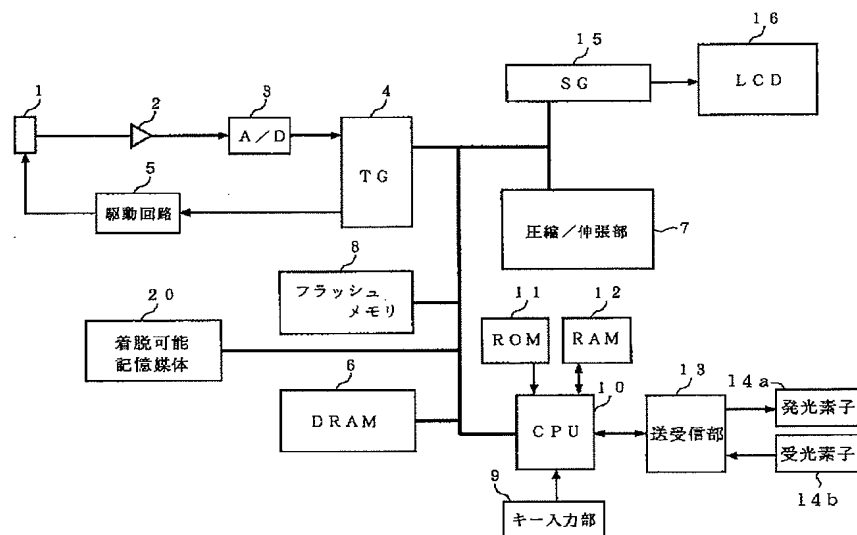 1
2
3
A/D
4
TG
5
駆動回路
15
SG
16
LCD
圧縮/伸張部
7
8
フラッシュ
メモリ
20
着脱可能
記憶媒体
6
DRAM
11
ROM
12
RAM
10
CPU
13
送受信部
14a
発光素子
受光素子
14b
9
キー入力部